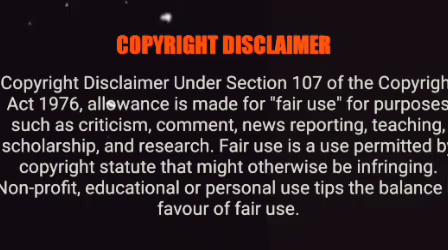 COPYRIGHT DISCLAIMER
Copyright Disclaimer Under Section 107 of the Copyrigh
Act 1976, allowance is made for "fair use" for purposes
such as criticism, comment, news reporting, teaching,
scholarship, and research. Fair use is a use permitted by
copyright statute that might otherwise be infringing.
Non-profit, educational or personal use tips the balance
favour of fair use.